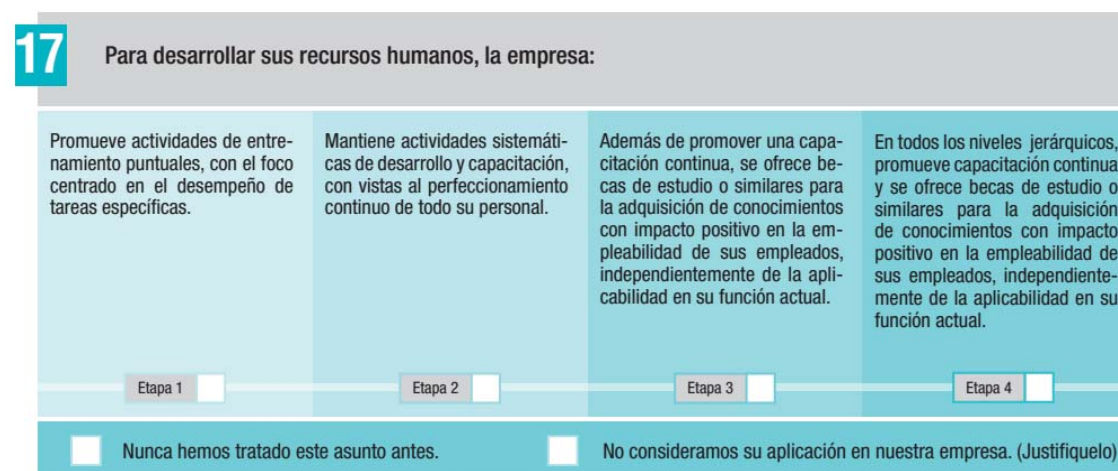 17
Para desarrollar sus recursos humanos, la empresa:
Promueve actividades de entre-
namiento puntuales, con el foco
centrado en el desempeño de
tareas específicas.
Etapa 1
Mantiene actividades sistemáti-
cas de desarrollo y capacitación,
con vistas al perfeccionamiento
continuo de todo su personal.
Etapa 2
Además de promover una capa-
citación continua, se ofrece be-
cas de estudio o similares para
la adquisición de conocimientos
con impacto positivo en la em-
pleabilidad de sus empleados,
independientemente de la apli-
cabilidad en su función actual.
Etapa 3
En todos los niveles jerárquicos,
promueve capacitación continua
y se ofrece becas de estudio o
similares para la adquisición
de conocimientos con impacto
positivo en la empleabilidad de
sus empleados, independiente-
mente de la aplicabilidad en su
función actual.
Etapa 4
Nunca hemos tratado este asunto antes.
No consideramos su aplicación en nuestra empresa. (Justifiquelo)